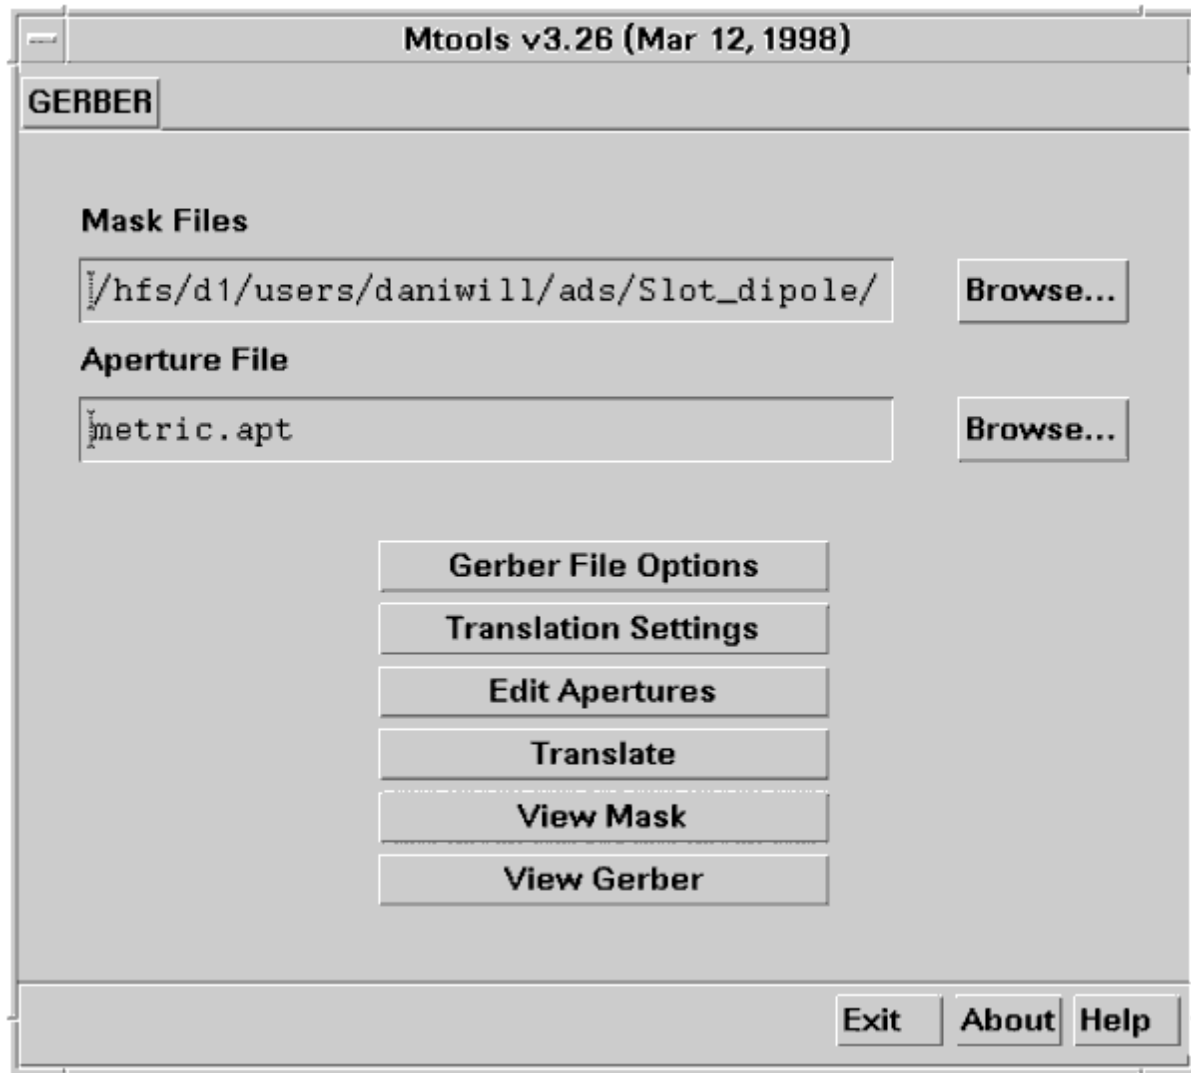 Mtools v3.26 (Mar 12, 1998)
GERBER
Mask Files
/hfs/d1/users/daniwill/ads/Slot_dipole/
Browse...
Aperture File
metric.apt
Browse...
Gerber File Options
Translation Settings
Edit Apertures
Translate
View Mask
View Gerber
Exit About Help